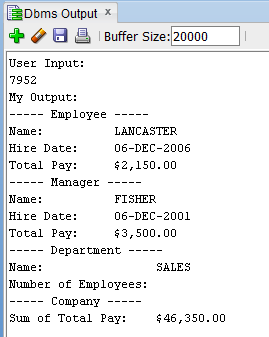 Dbms Output x
Buffer Size: 20000
User Input:
7952
My Output:
----- Employee -----
Name: LANCASTER
Hire Date: 06-DEC-2006
Total Pay: $2,150.00
----- Manager -----
Name: FISHER
Hire Date: 06-DEC-2001
Total Pay: $3,500.00
----- Department -----
Name: SALES
Number of Employees:
----- Company -----
Sum of Total Pay: $46,350.00